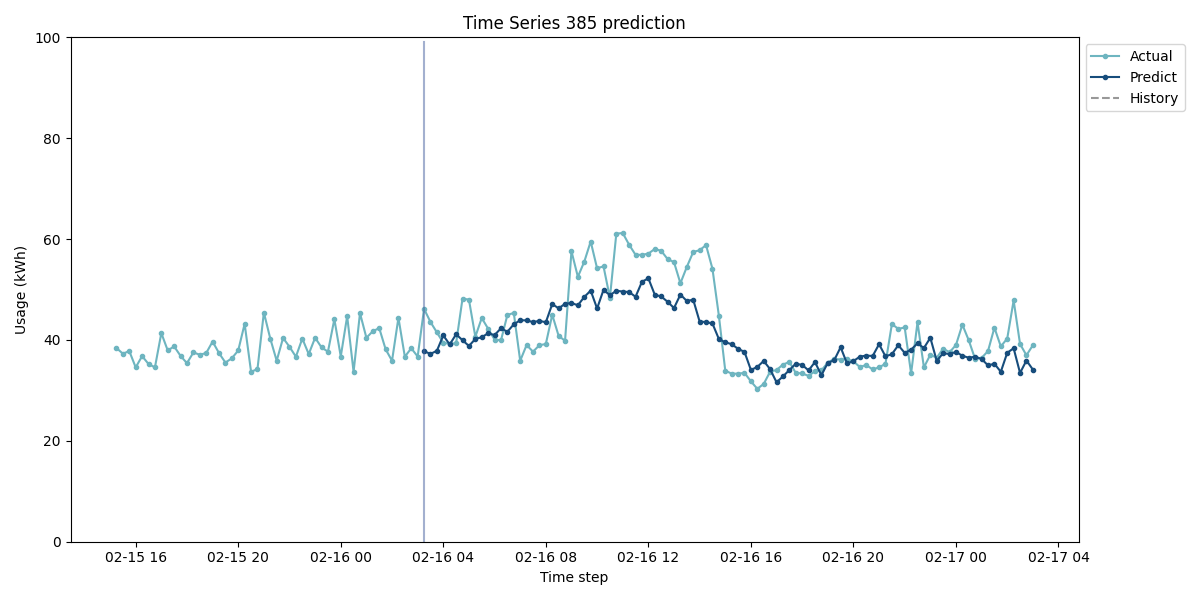 Time Series 385 prediction
100
80
60
40
20
0
Usage (kWh)
02-15 16
02-15 20
02-16 00
02-16 04
02-16 08
02-16 12
02-16 16
02-16 20
02-17 00
02-17 04
Time step
Actual
Predict
History